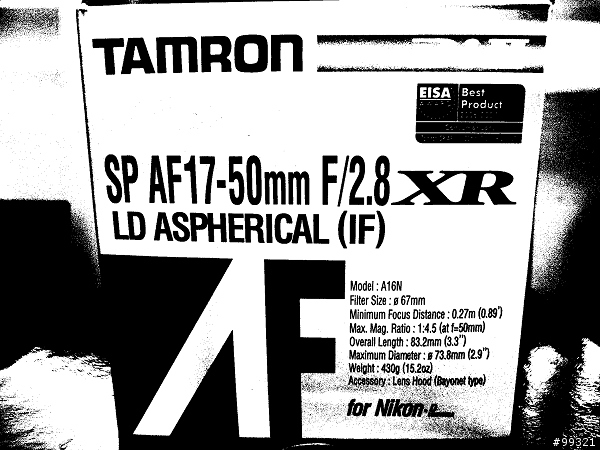 TAMRON
EISA Best
Product
SP AF17-50mm F/2.8 XR
LD ASPHERICAL (IF)
AF
Model : A16N
Filter Size : ø 67mm
Minimum Focus Distance : 0.27m (0.89')
Max. Mag. Ratio : 1:4.5 (at f=50mm)
Overall Length : 83.2mm (3.3")
Maximum Diameter : ø 73.8mm (2.9")
Weight : 430g (15.2oz)
Accessory : Lens Hood (Bayonet type)
for Nikon
#99321